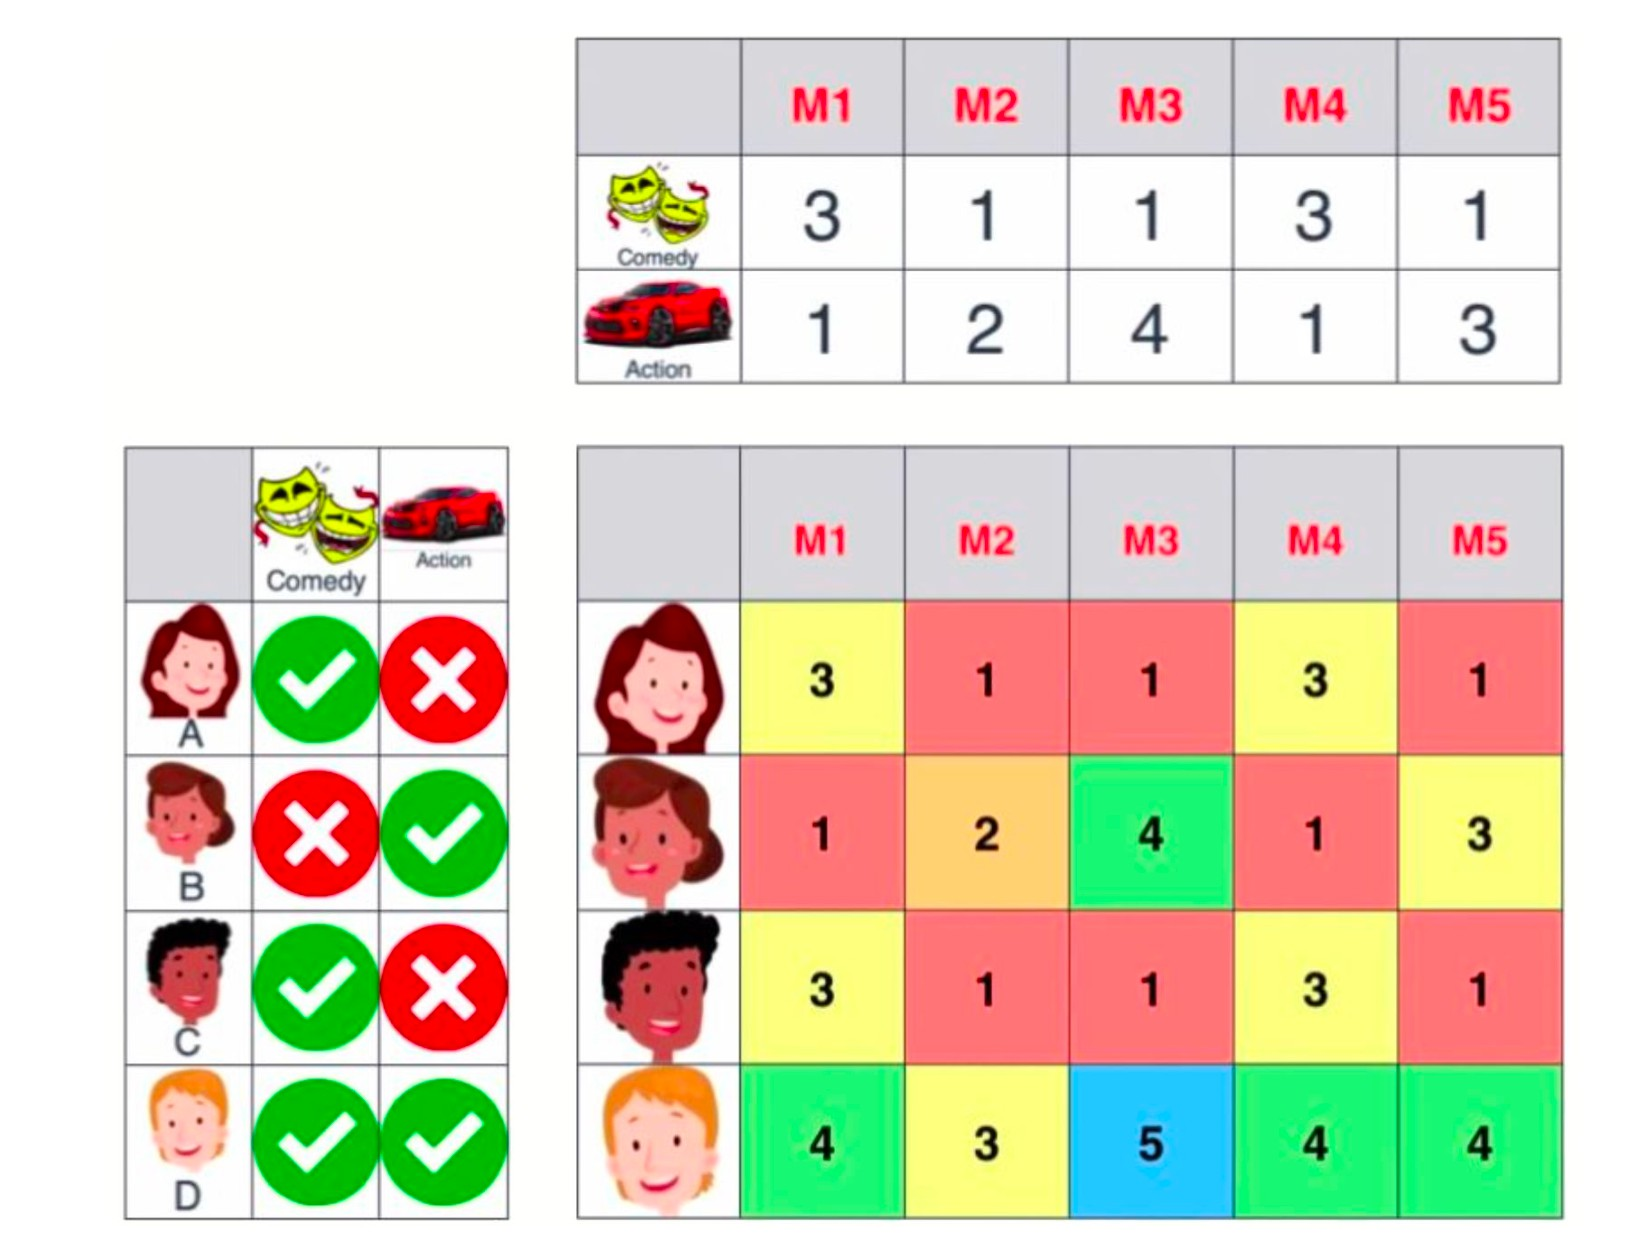 M1 M2 M3 M4 M5
Comedy 3 1 1 3 1
Action 1 2 4 1 3
Comedy Action
A
B
C
D
M1 M2 M3 M4 M5
3 1 1 3 1
1 2 4 1 3
3 1 1 3 1
4 3 5 4 4